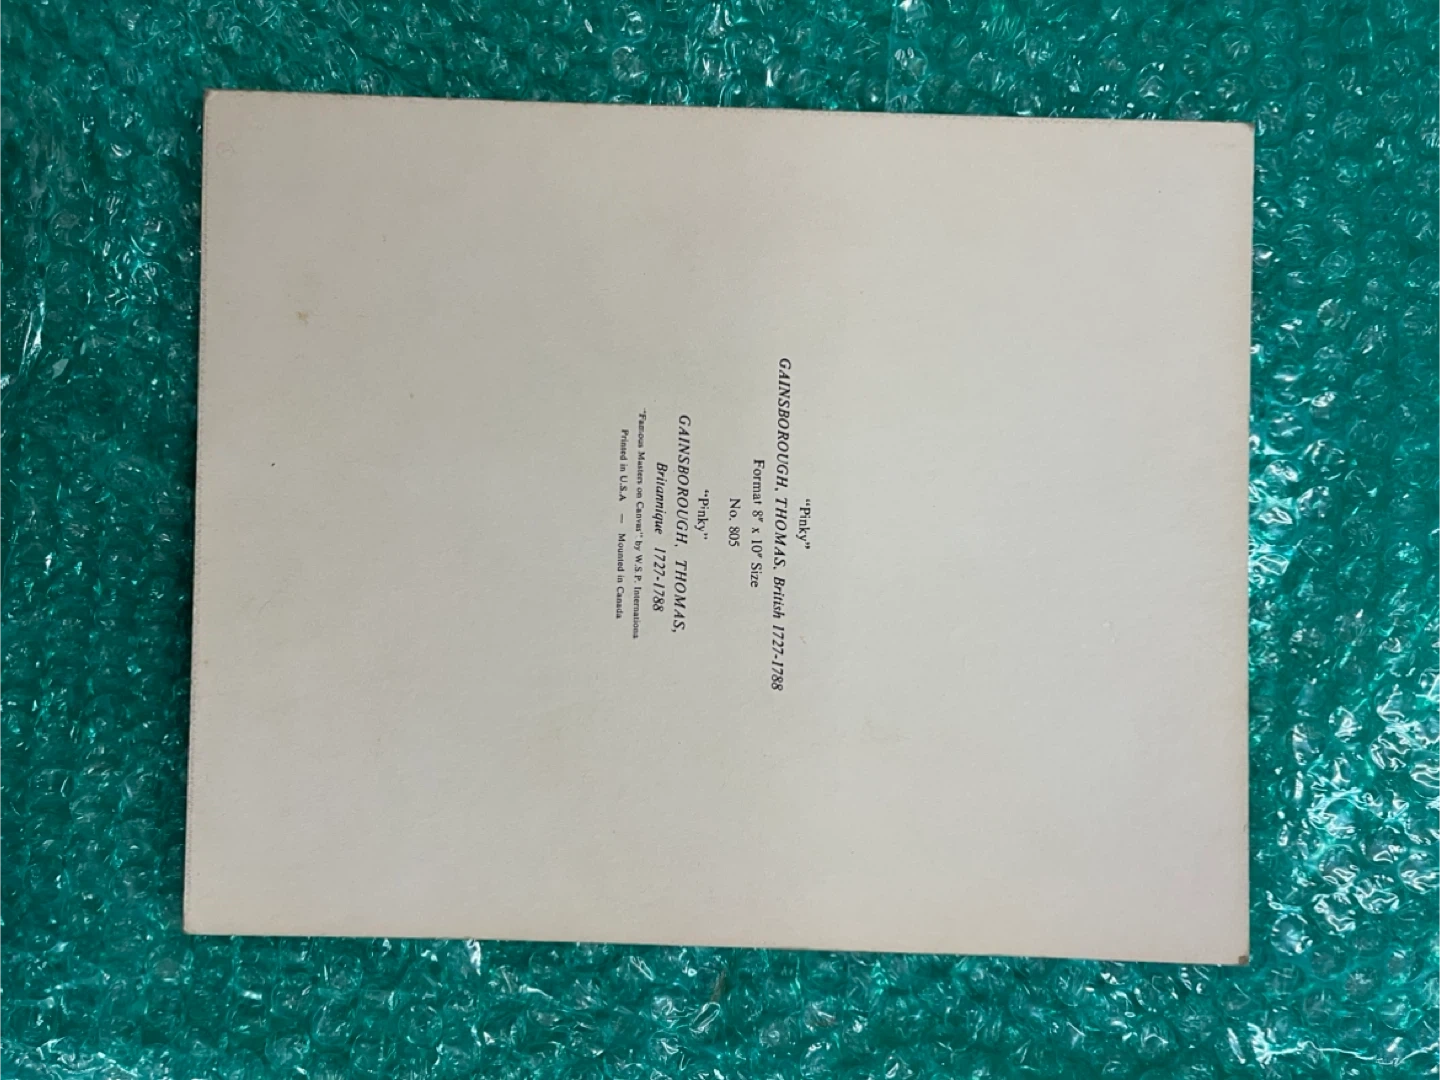 “Pinky”
GAINSBOROUGH, THOMAS. British 1727-1788
Format 8" x 10" Size
No. 805
“Pinky”
GAINSBOROUGH, THOMAS,
Britannique 1727-1788
"Famous Masters on Canvas" by W.S.P. Internationa
Printed in U.S.A — Mounted in Canada